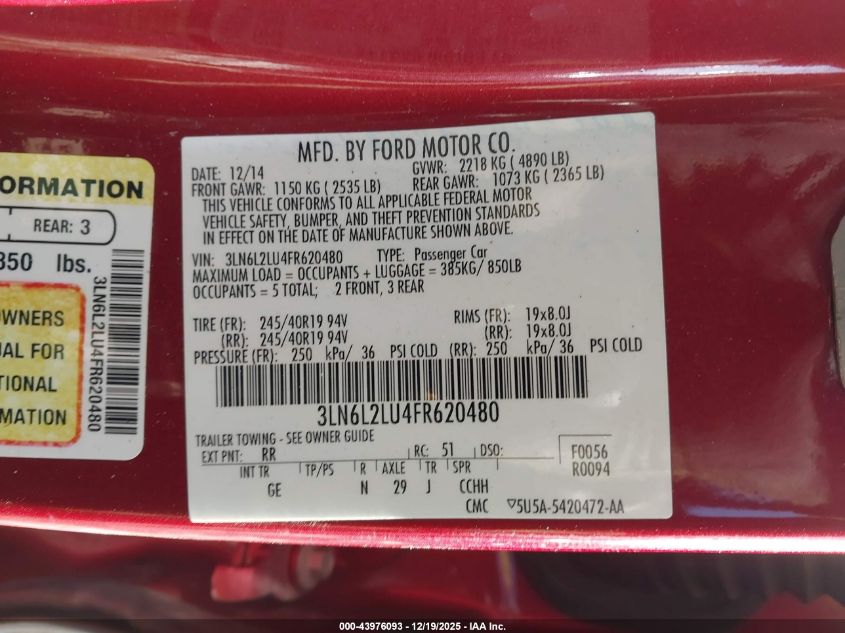 ORMATION
REAR: 3
350 lbs.
WNERS
UAL FOR
TIONAL
RMATION
3LN6L2LU4FR620480
MFD. BY FORD MOTOR CO.
DATE: 12/14 GVWR: 2218 KG ( 4890 LB)
FRONT GAWR: 1150 KG ( 2535 LB) REAR GAWR: 1073 KG ( 2365 LB)
THIS VEHICLE CONFORMS TO ALL APPLICABLE FEDERAL MOTOR
VEHICLE SAFETY, BUMPER, AND THEFT PREVENTION STANDARDS
IN EFFECT ON THE DATE OF MANUFACTURE SHOWN ABOVE.
VIN: 3LN6L2LU4FR620480 TYPE: Passenger Car
MAXIMUM LOAD = OCCUPANTS + LUGGAGE = 385KG/ 850LB
OCCUPANTS = 5 TOTAL; 2 FRONT, 3 REAR
TIRE (FR): 245/40R19 94V RIMS (FR): 19x8.0J
(RR): 245/40R19 94V (RR): 19x8.0J
PRESSURE (FR): 250 kPa/ 36 PSI COLD (RR): 250 kPa/ 36 PSI COLD
3LN6L2LU4FR620480
TRAILER TOWING - SEE OWNER GUIDE
EXT PNT: RR RC: 51 DSO: F0056
R0094
INT TR TP/PS R AXLE TR SPR
GE N 29 J CCHH
CMC ▽5U5A-5420472-AA
000-43976093 - 12/19/2025 - IAA Inc.